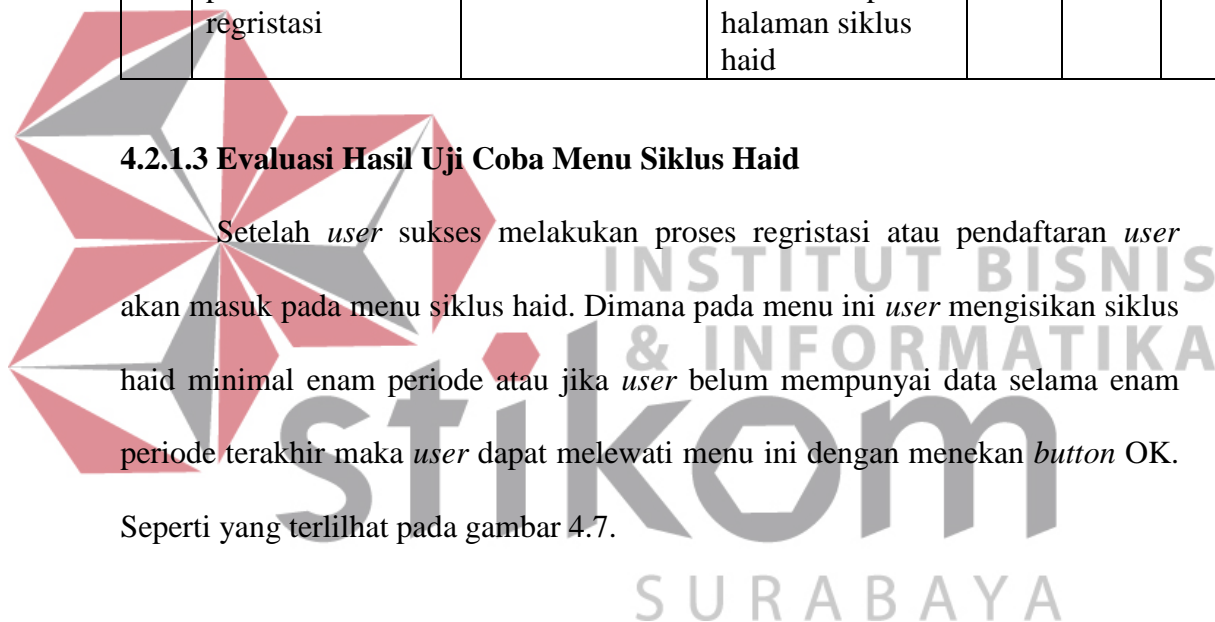 regristasi
halaman siklus
haid
4.2.1.3 Evaluasi Hasil Uji Coba Menu Siklus Haid
Setelah user sukses melakukan proses regristasi atau pendaftaran user
akan masuk pada menu siklus haid. Dimana pada menu ini user mengisikan siklus
haid minimal enam periode atau jika user belum mempunyai data selama enam
periode terakhir maka user dapat melewati menu ini dengan menekan button OK.
Seperti yang terlilhat pada gambar 4.7.
INSTITUT BISNIS
& INFORMATIKA
stikom
SURABAYA